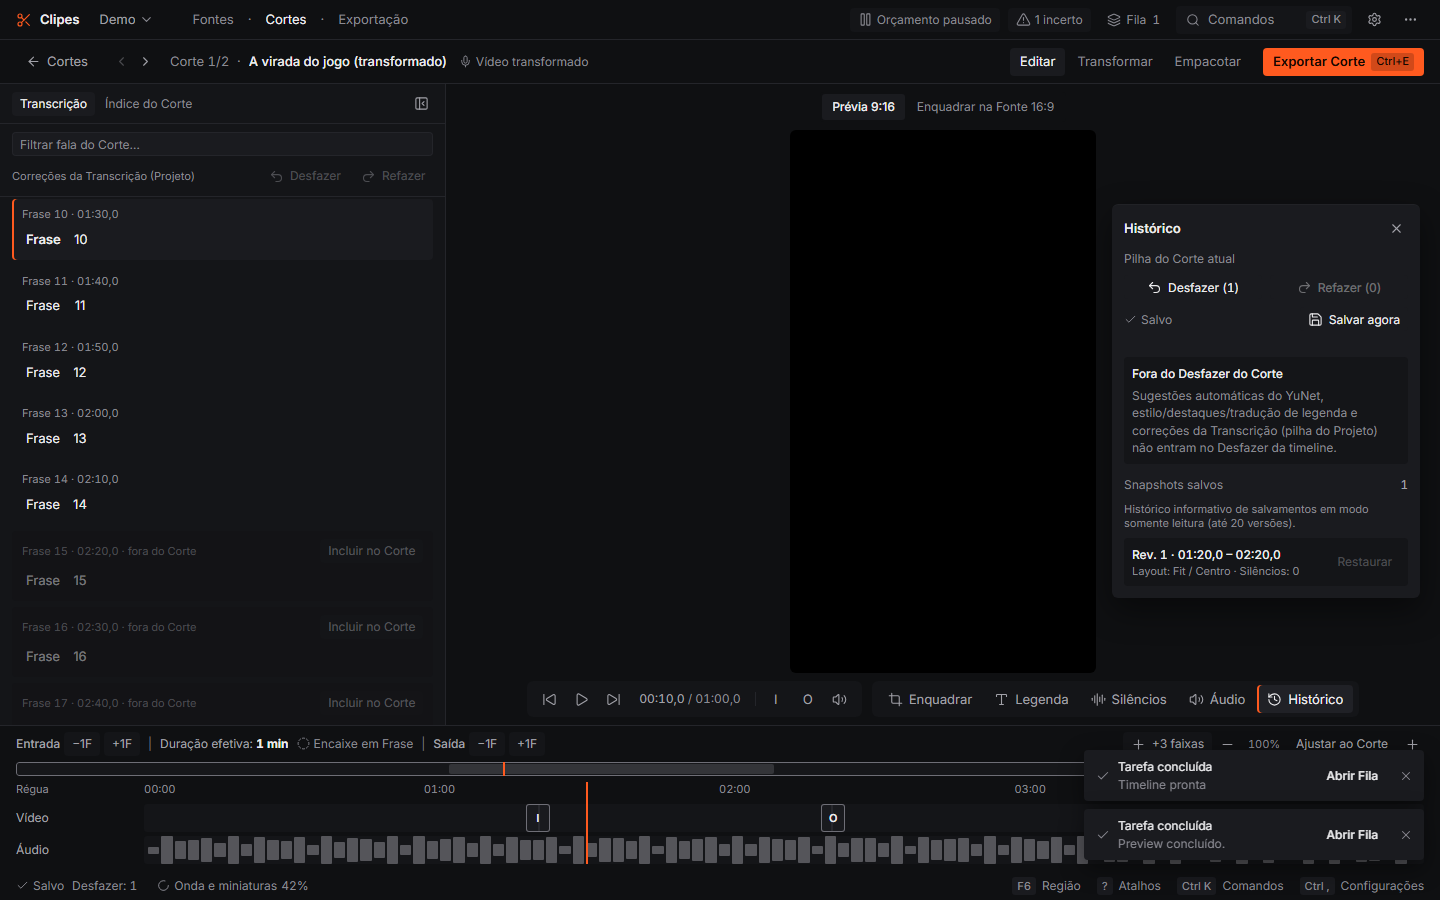 Clipes Demo Fontes · Cortes · Exportação Orçamento pausado 1 incerto Fila 1 Comandos Ctrl K
Cortes Corte 1/2 · A virada do jogo (transformado) Vídeo transformado Editar Transformar Empacotar Exportar Corte Ctrl+E
Transcrição Índice do Corte
Filtrar fala do Corte...
Correções da Transcrição (Projeto) Desfazer Refazer
Frase 10 · 01:30,0
Frase 10
Frase 11 · 01:40,0
Frase 11
Frase 12 · 01:50,0
Frase 12
Frase 13 · 02:00,0
Frase 13
Frase 14 · 02:10,0
Frase 14
Frase 15 · 02:20,0 · fora do Corte Incluir no Corte
Frase 15
Frase 16 · 02:30,0 · fora do Corte Incluir no Corte
Frase 16
Frase 17 · 02:40,0 · fora do Corte Incluir no Corte
Prévia 9:16 Enquadrar na Fonte 16:9
Histórico
Pilha do Corte atual
Desfazer (1) Refazer (0)
Salvo Salvar agora
Fora do Desfazer do Corte
Sugestões automáticas do YuNet,
estilo/destaques/tradução de legenda e
correções da Transcrição (pilha do Projeto)
não entram no Desfazer da timeline.
Snapshots salvos 1
Histórico informativo de salvamentos em modo
somente leitura (até 20 versões).
Rev. 1 · 01:20,0 – 02:20,0
Layout: Fit / Centro · Silêncios: 0
Restaurar
00:10,0 / 01:00,0 I O Enquadrar Legenda Silêncios Áudio Histórico
Entrada −1F +1F Duração efetiva: 1 min Encaixe em Frase Saída −1F +1F +3 faixas 100% Ajustar ao Corte
Régua 00:00 01:00 02:00 03:00
Vídeo I O
Áudio
Tarefa concluída
Timeline pronta
Abrir Fila
Tarefa concluída
Preview concluído.
Abrir Fila
Salvo Desfazer: 1 Onda e miniaturas 42% F6 Região ? Atalhos Ctrl K Comandos Ctrl , Configurações